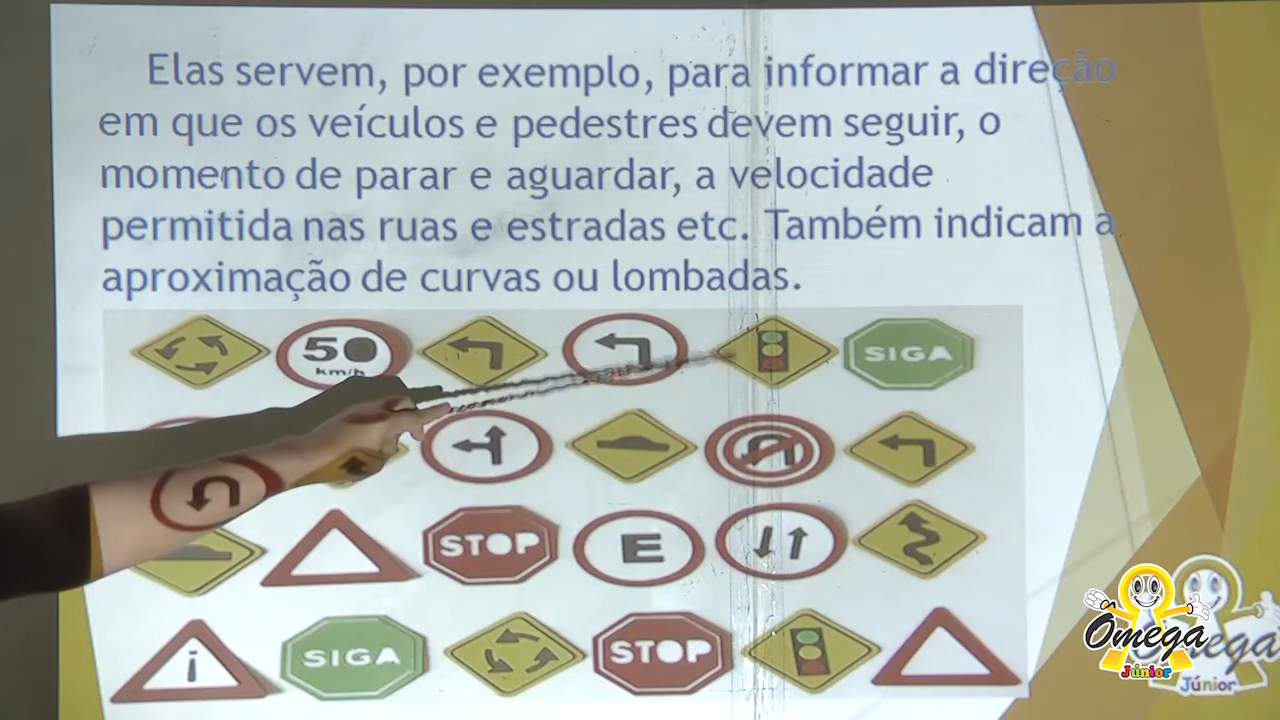 Elas servem, por exemplo, para informar a direção
em que os veículos e pedestres devem seguir, o
momento de parar e aguardar, a velocidade
permitida nas ruas e estradas etc. Também indicam a
aproximação de curvas ou lombadas.
50
km/h
SIGA
STOP
E
SIGA
STOP
Ômega
Júnior
Ômega
Júnior